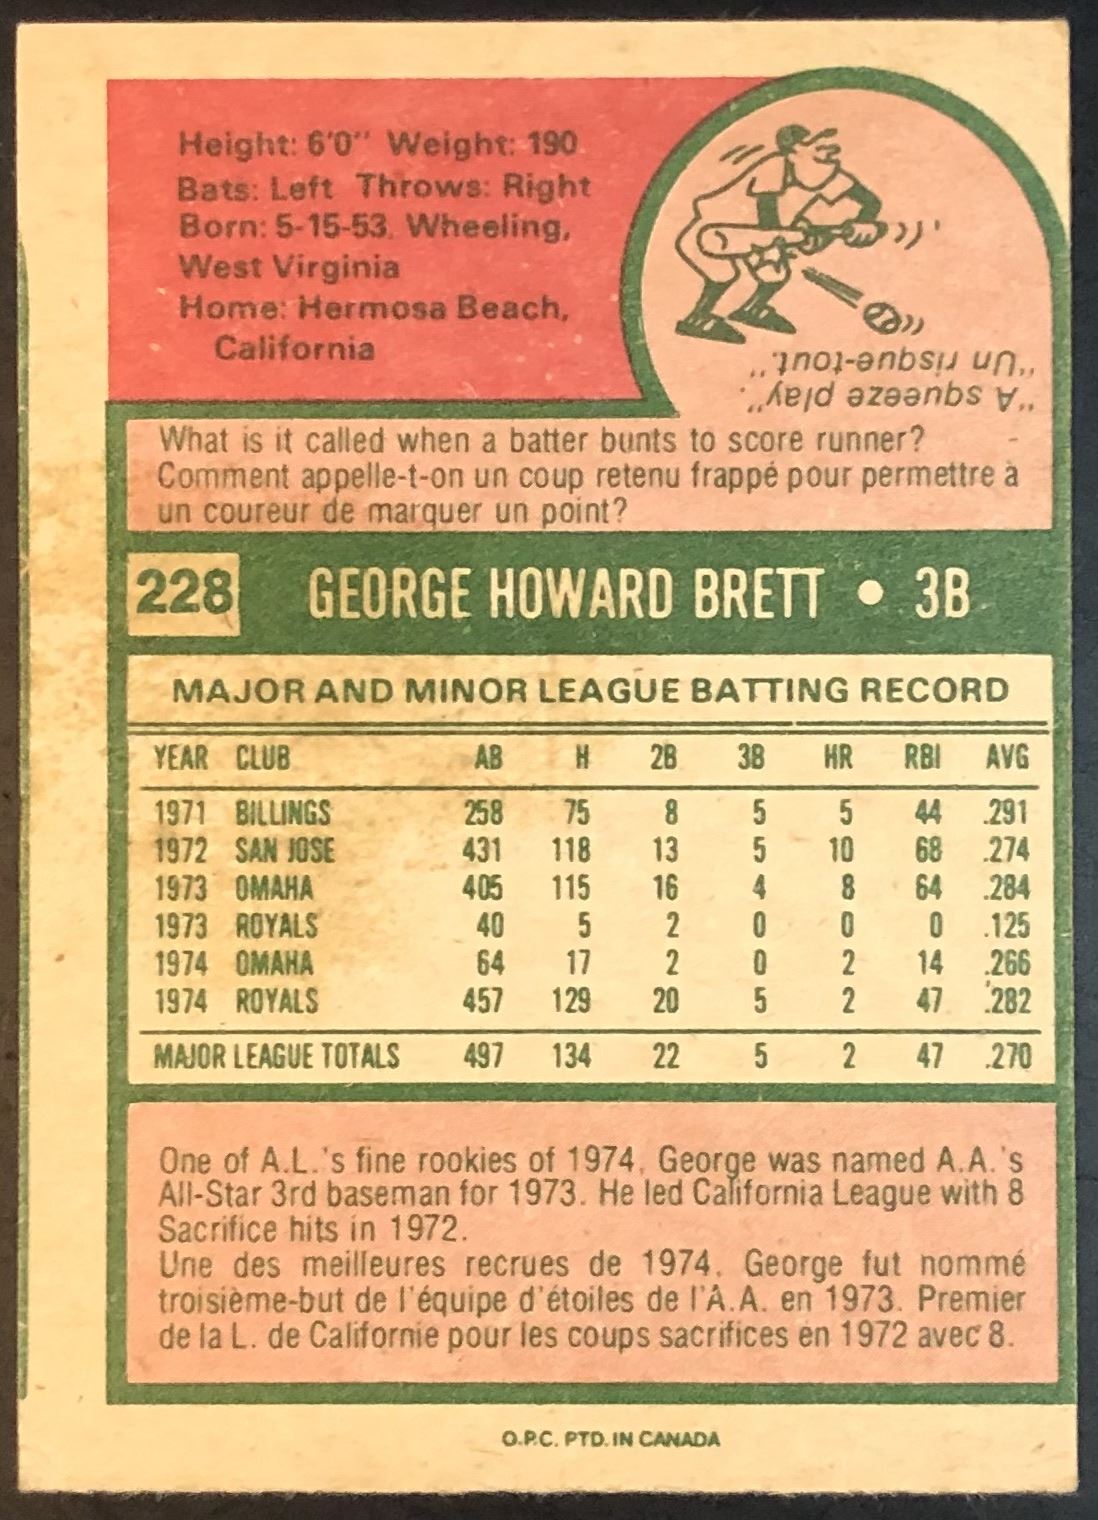 Height: 6'0" Weight: 190
Bats: Left Throws: Right
Born: 5-15-53. Wheeling,
West Virginia
Home: Hermosa Beach,
California
"A squeeze play".
"Un risque-tout."
What is it called when a batter bunts to score runner?
Comment appelle-t-on un coup retenu frappé pour permettre à
un coureur de marquer un point?
228 GEORGE HOWARD BRETT • 3B
MAJOR AND MINOR LEAGUE BATTING RECORD
YEAR CLUB AB H 2B 3B HR RBI AVG
1971 BILLINGS 258 75 8 5 5 44 .291
1972 SAN JOSE 431 118 13 5 10 68 .274
1973 OMAHA 405 115 16 4 8 64 .284
1973 ROYALS 40 5 2 0 0 0 .125
1974 OMAHA 64 17 2 0 2 14 .266
1974 ROYALS 457 129 20 5 2 47 .282
MAJOR LEAGUE TOTALS 497 134 22 5 2 47 .270
One of A.L.'s fine rookies of 1974, George was named A.A.'s
All-Star 3rd baseman for 1973. He led California League with 8
Sacrifice hits in 1972.
Une des meilleures recrues de 1974. George fut nommé
troisième-but de l'équipe d'étoiles de l'A.A. en 1973. Premier
de la L. de Californie pour les coups sacrifices en 1972 avec 8.
O.P.C. PTD. IN CANADA